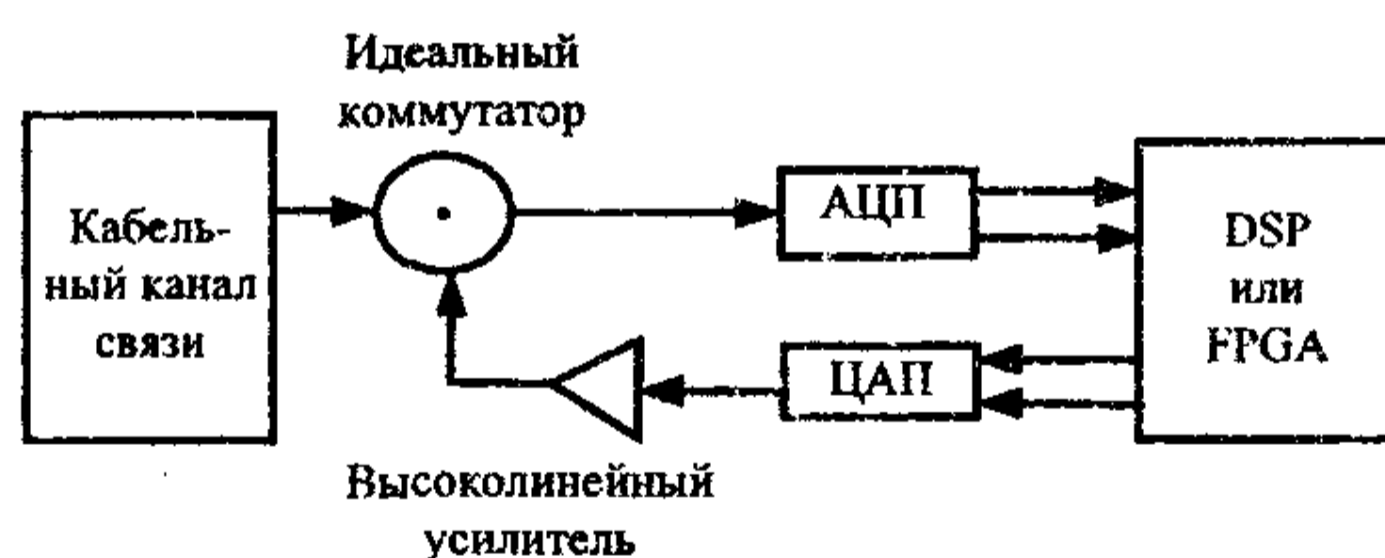 Идеальный
коммутатор
Кабель-
ный канал
связи
АЦП
DSP
или
FPGA
ЦАП
Высоколинейный
усилитель